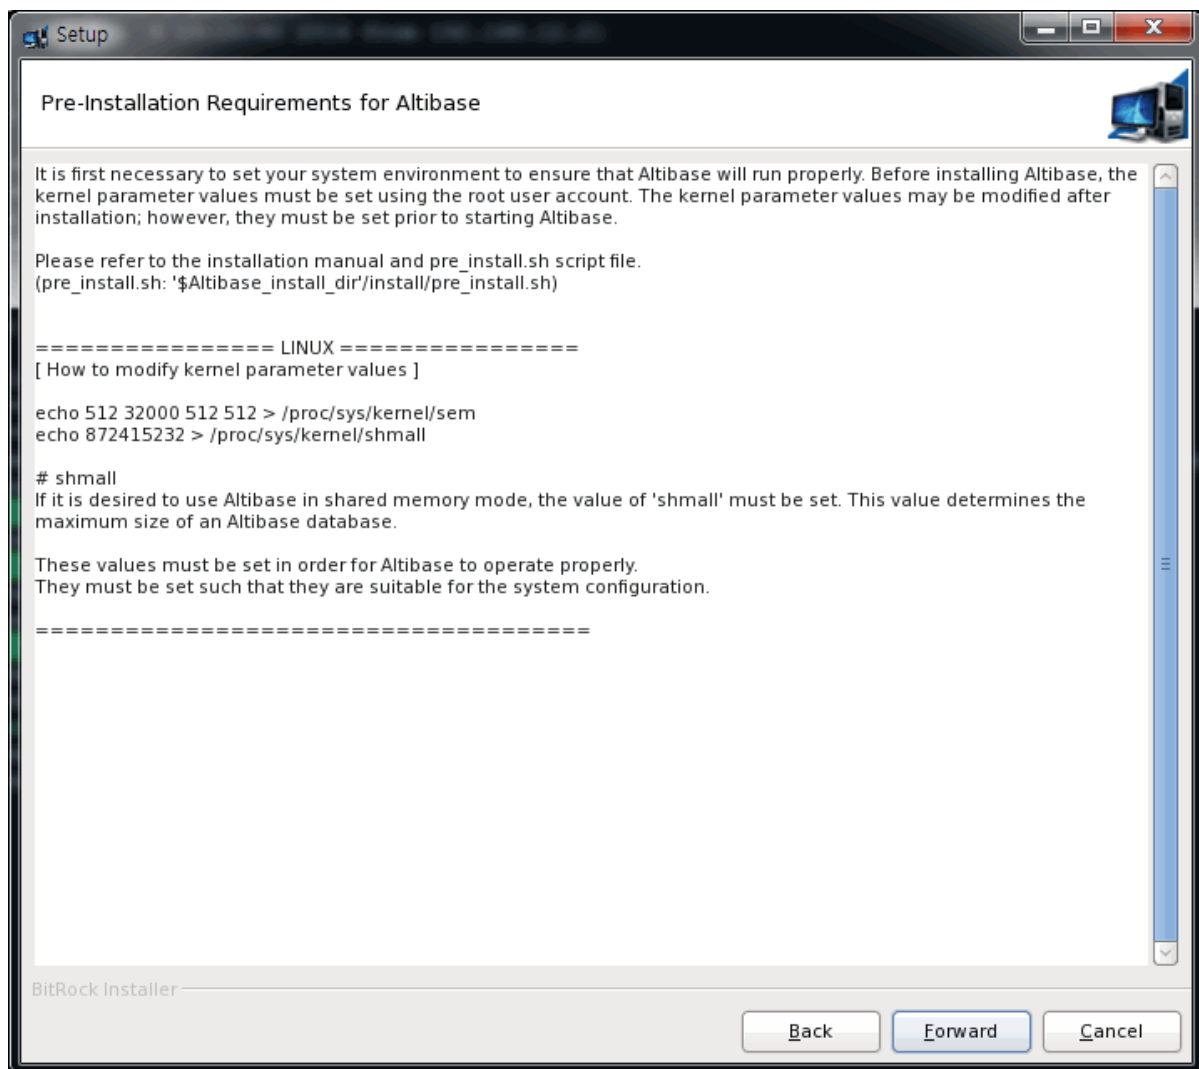 Setup
Pre-Installation Requirements for Altibase
It is first necessary to set your system environment to ensure that Altibase will run properly. Before installing Altibase, the
kernel parameter values must be set using the root user account. The kernel parameter values may be modified after
installation; however, they must be set prior to starting Altibase.
Please refer to the installation manual and pre_install.sh script file.
(pre_install.sh: '$Altibase_install_dir'/install/pre_install.sh)
================ LINUX ================
[ How to modify kernel parameter values ]
echo 512 32000 512 512 > /proc/sys/kernel/sem
echo 872415232 > /proc/sys/kernel/shmall
# shmall
If it is desired to use Altibase in shared memory mode, the value of 'shmall' must be set. This value determines the
maximum size of an Altibase database.
These values must be set in order for Altibase to operate properly.
They must be set such that they are suitable for the system configuration.
=====================================
BitRock Installer
Back
Forward
Cancel